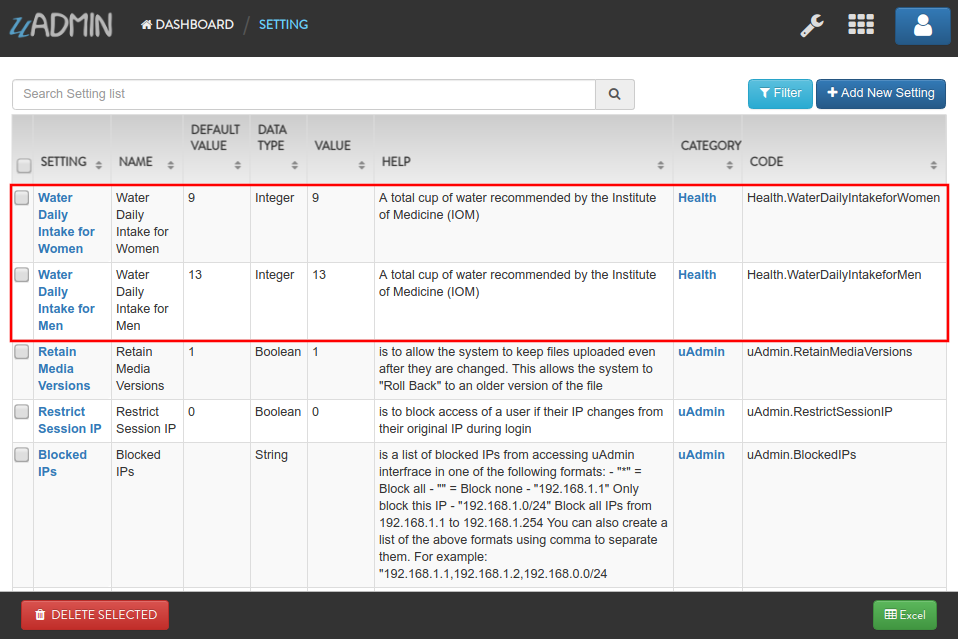 uADMIN DASHBOARD / SETTING
Search Setting list
Filter
+ Add New Setting
SETTING NAME DEFAULT VALUE DATA TYPE VALUE HELP CATEGORY CODE
Water Daily Intake for Women Water Daily Intake for Women 9 Integer 9 A total cup of water recommended by the Institute of Medicine (IOM) Health Health.WaterDailyIntakeforWomen
Water Daily Intake for Men Water Daily Intake for Men 13 Integer 13 A total cup of water recommended by the Institute of Medicine (IOM) Health Health.WaterDailyIntakeforMen
Retain Media Versions Retain Media Versions 1 Boolean 1 is to allow the system to keep files uploaded even after they are changed. This allows the system to "Roll Back" to an older version of the file uAdmin uAdmin.RetainMediaVersions
Restrict Session IP Restrict Session IP 0 Boolean 0 is to block access of a user if their IP changes from their original IP during login uAdmin uAdmin.RestrictSessionIP
Blocked IPs Blocked IPs String is a list of blocked IPs from accessing uAdmin interfrace in one of the following formats: - "*" = Block all - "" = Block none - "192.168.1.1" Only block this IP - "192.168.1.0/24" Block all IPs from 192.168.1.1 to 192.168.1.254 You can also create a list of the above formats using comma to separate them. For example: "192.168.1.1,192.168.1.2,192.168.0.0/24 uAdmin uAdmin.BlockedIPs
DELETE SELECTED
Excel